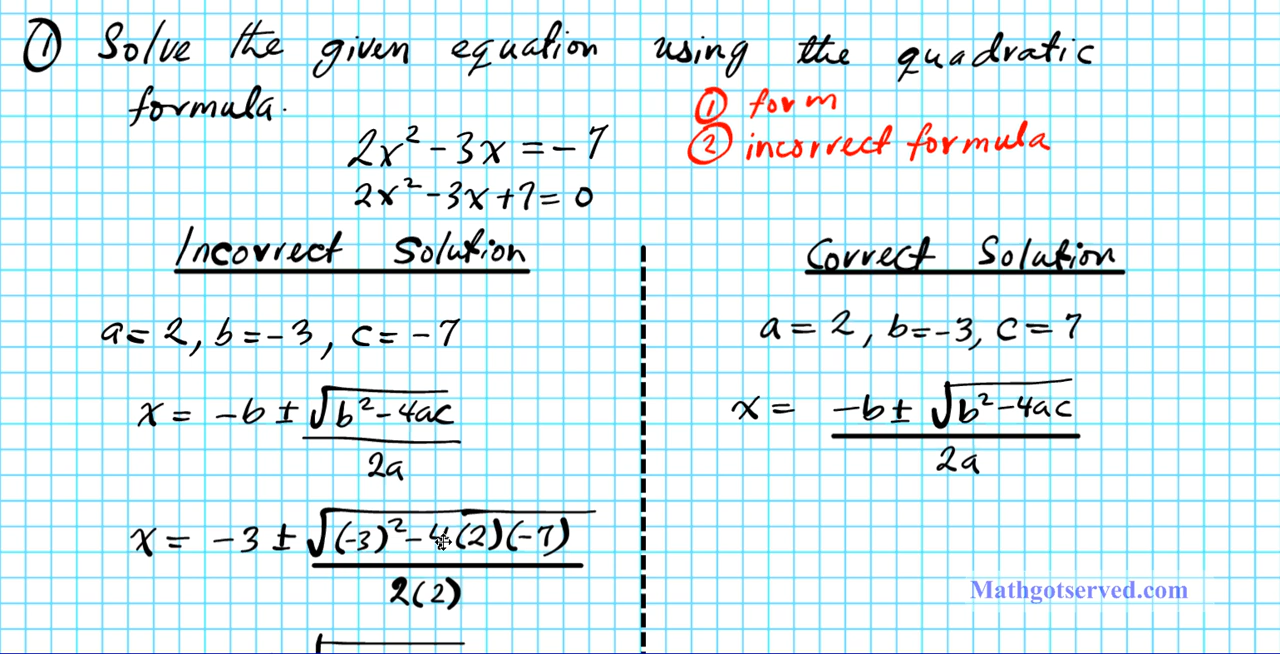 ① Solve the given equation using the quadratic
formula.
① form
② incorrect formula
2x² - 3x = -7
2x² - 3x + 7 = 0
Incorrect Solution
a = 2, b = -3, c = -7
x = -b ± √(b² - 4ac)
2a
x = -3 ± √((-3)² - 4(2)(-7))
2(2)
Correct Solution
a = 2, b = -3, c = 7
x = -b ± √(b² - 4ac)
2a
Mathgotserved.com